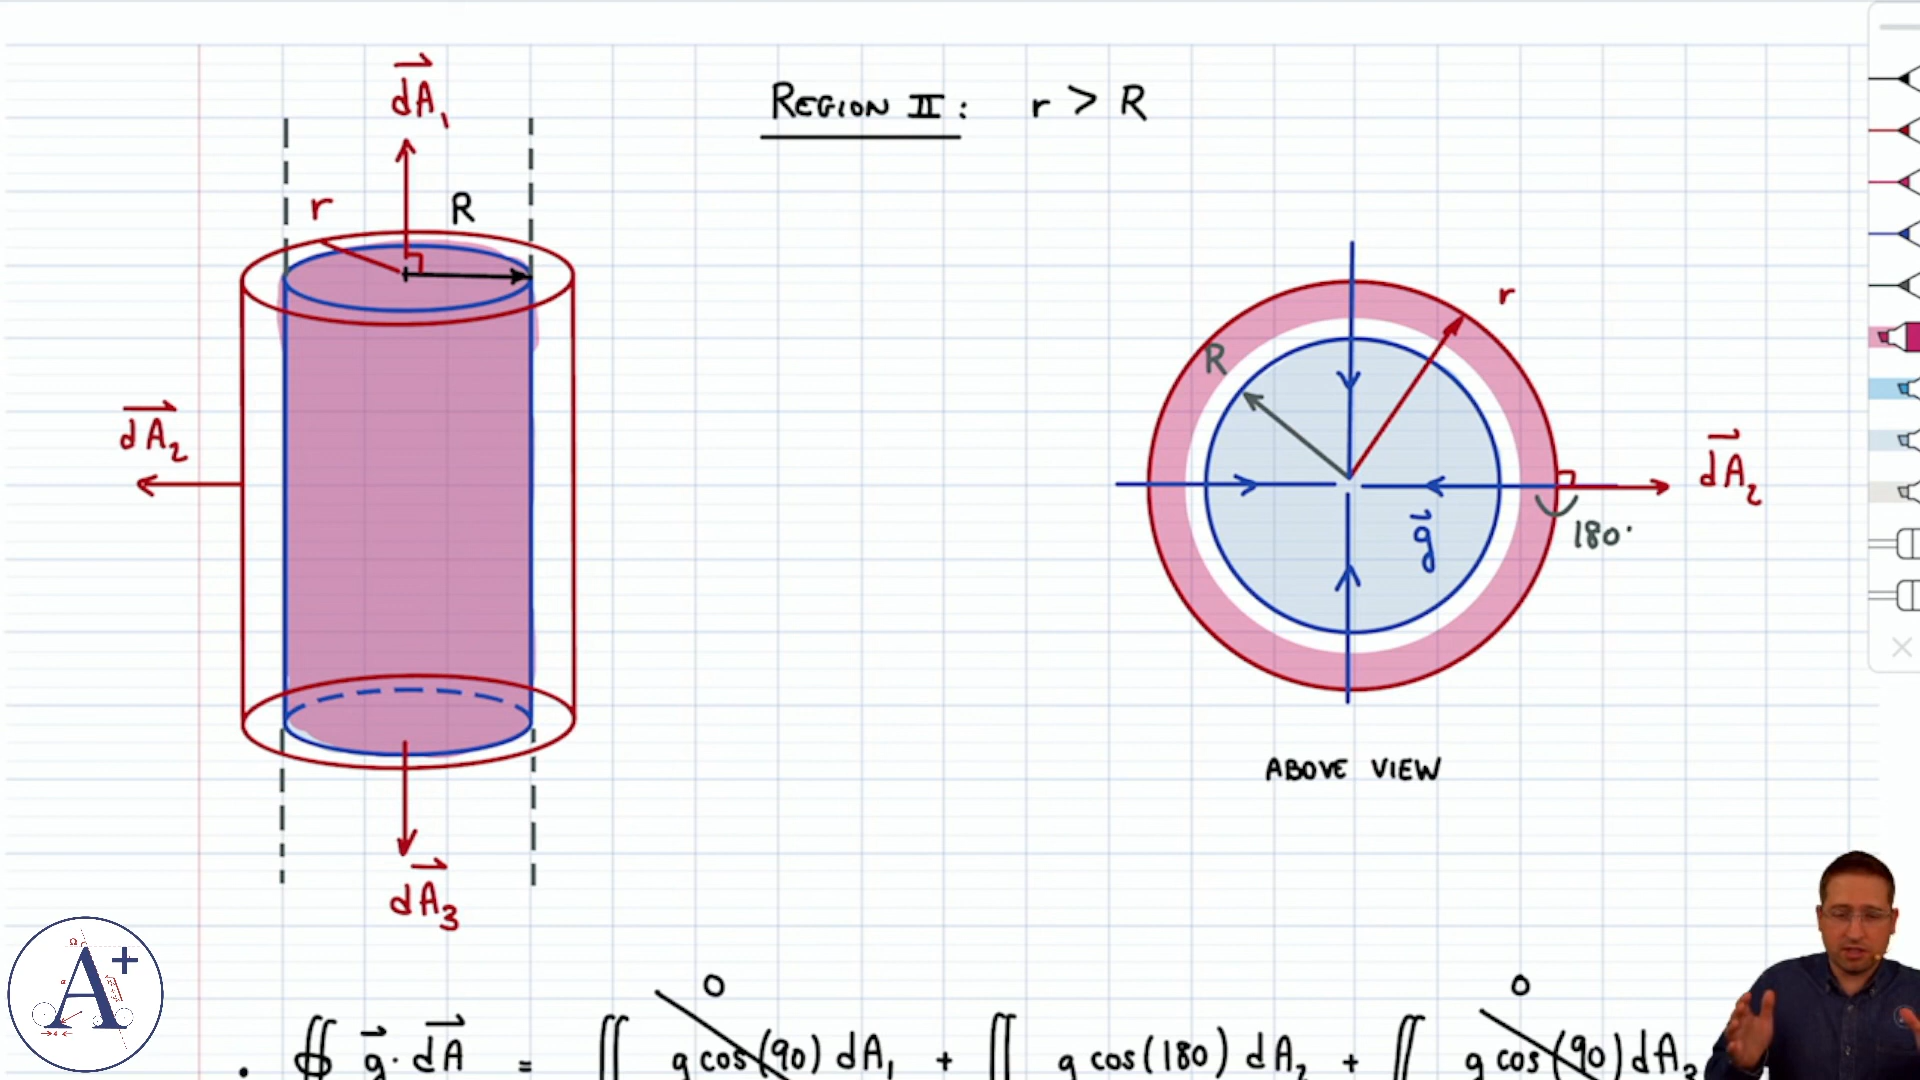 dA₁
REGION II: r > R
r
R
r
R
dA₂
dA₂
g
180°
ABOVE VIEW
dA₃
A+
0
0
∯ g · dA = ∬ g cos(90) dA₁ + ∬ g cos(180) dA₂ + ∬ g cos(90) dA₃